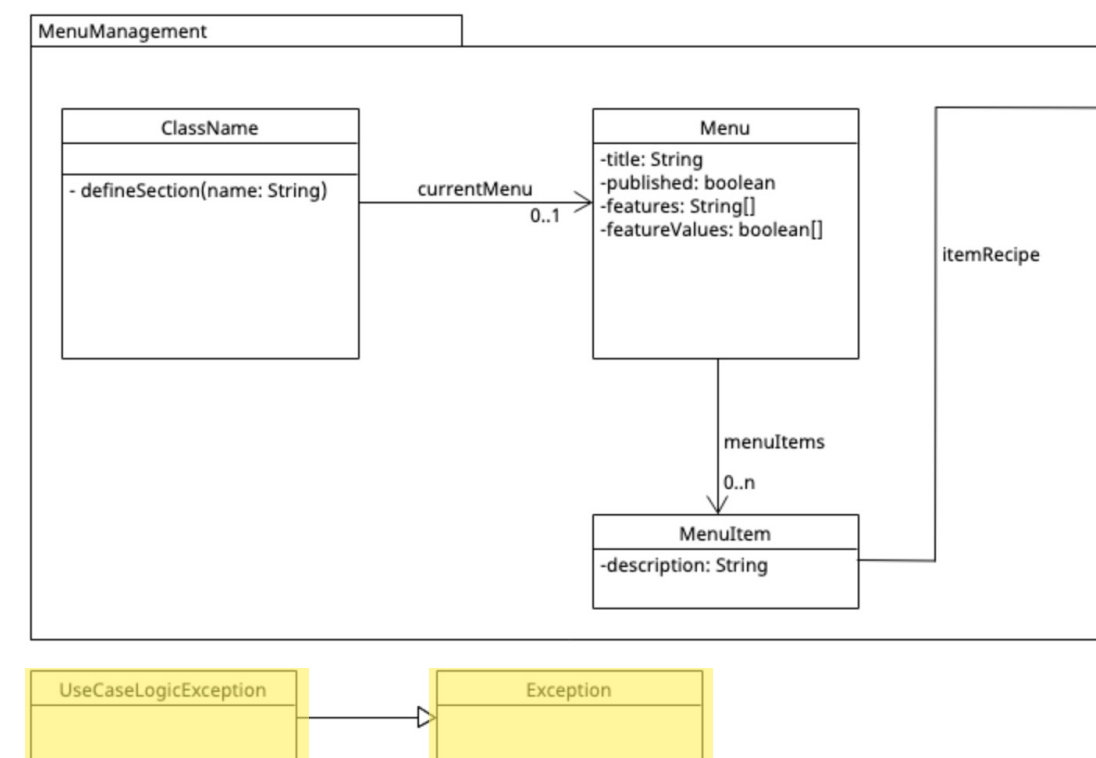 MenuManagement
ClassName
- defineSection(name: String)
currentMenu
0..1
Menu
-title: String
-published: boolean
-features: String[]
-featureValues: boolean[]
itemRecipe
menuItems
0..n
MenuItem
-description: String
UseCaseLogicException
Exception